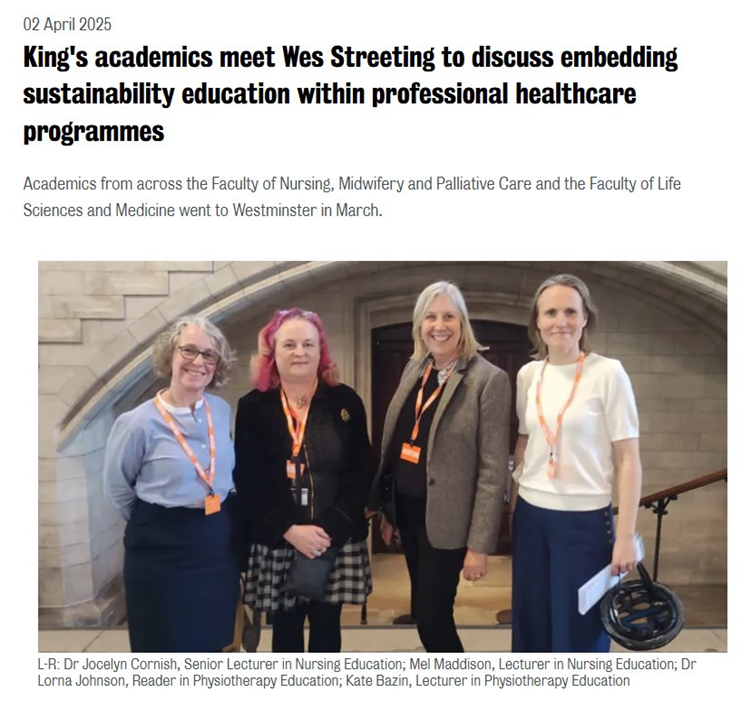 02 April 2025
King's academics meet Wes Streeting to discuss embedding
sustainability education within professional healthcare
programmes
Academics from across the Faculty of Nursing, Midwifery and Palliative Care and the Faculty of Life
Sciences and Medicine went to Westminster in March.
L-R: Dr Jocelyn Cornish, Senior Lecturer in Nursing Education; Mel Maddison, Lecturer in Nursing Education; Dr
Lorna Johnson, Reader in Physiotherapy Education; Kate Bazin, Lecturer in Physiotherapy Education